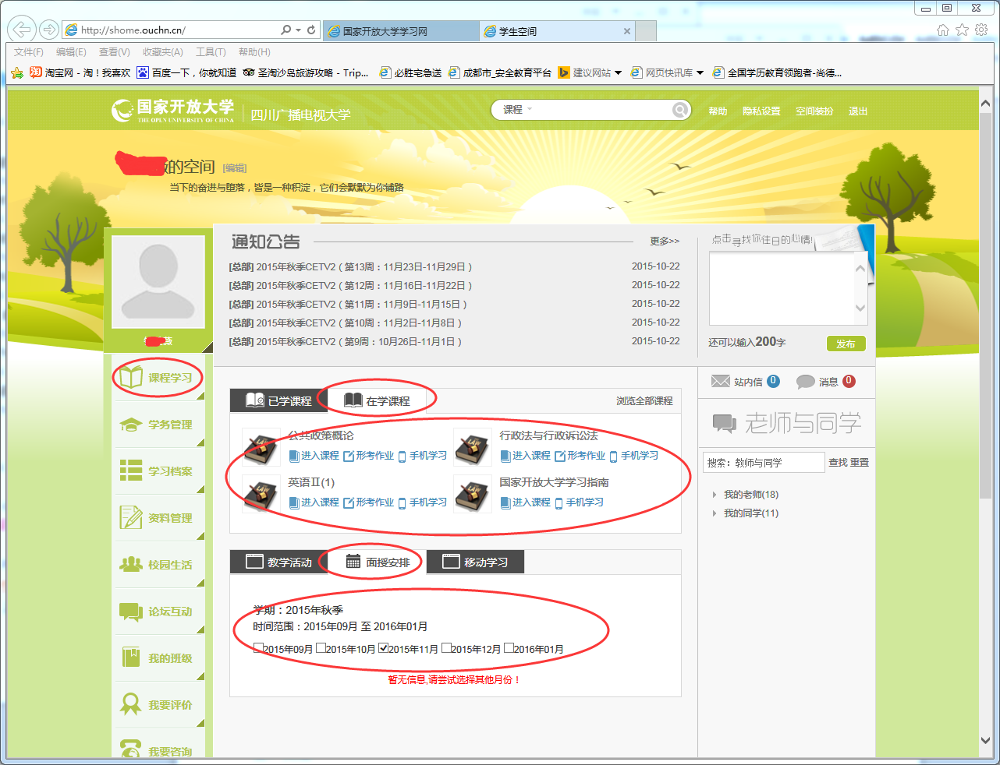 http://shome.ouchn.cn/
国家开放大学学习网
学生空间
文件(F) 编辑(E) 查看(V) 收藏夹(A) 工具(T) 帮助(H)
淘宝网 - 淘！我喜欢 百度一下，你就知道 圣淘沙岛旅游攻略 - Trip... 必胜宅急送 成都市_安全教育平台 建议网站 网页快讯库 全国学历教育领跑者-尚德...
国家开放大学
THE OPEN UNIVERSITY OF CHINA
四川广播电视大学
课程
帮助 隐私设置 空间装扮 退出
的空间 [编辑]
当下的奋进与堕落，皆是一种积淀，它们会默默为你铺路
薇
课程学习
学务管理
学习档案
资料管理
校园生活
论坛互动
我的班级
我要评价
我要咨询
通知公告 更多>>
[总部] 2015年秋季CETV2（第13周：11月23日-11月29日） 2015-10-22
[总部] 2015年秋季CETV2（第12周：11月16日-11月22日） 2015-10-22
[总部] 2015年秋季CETV2（第11周：11月9日-11月15日） 2015-10-22
[总部] 2015年秋季CETV2（第10周：11月2日-11月8日） 2015-10-22
[总部] 2015年秋季CETV2（第9周：10月26日-11月1日） 2015-10-22
已学课程 在学课程 浏览全部课程
公共政策概论
进入课程 形考作业 手机学习
行政法与行政诉讼法
进入课程 形考作业 手机学习
英语Ⅱ(1)
进入课程 形考作业 手机学习
国家开放大学学习指南
进入课程 手机学习
教学活动 面授安排 移动学习
学期：2015年秋季
时间范围：2015年09月 至 2016年01月
2015年09月 2015年10月 2015年11月 2015年12月 2016年01月
暂无信息,请尝试选择其他月份！
点击寻找你往日的心情!
还可以输入200字 发布
站内信 0 消息 0
老师与同学
搜索：教师与同学 查找 重置
我的老师(18)
我的同学(11)